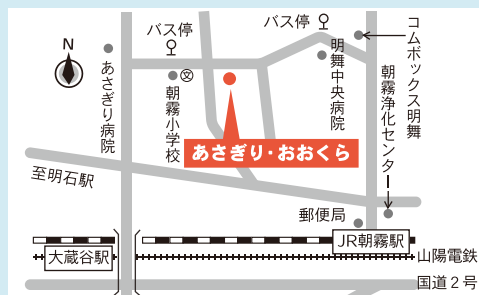 バス停
バス停
コムボックス明舞
N
あさぎり病院
文
朝霧小学校
明舞中央病院
朝霧浄化センター
あさぎり・おおくら
至明石駅
郵便局
JR朝霧駅
大蔵谷駅
山陽電鉄
国道2号